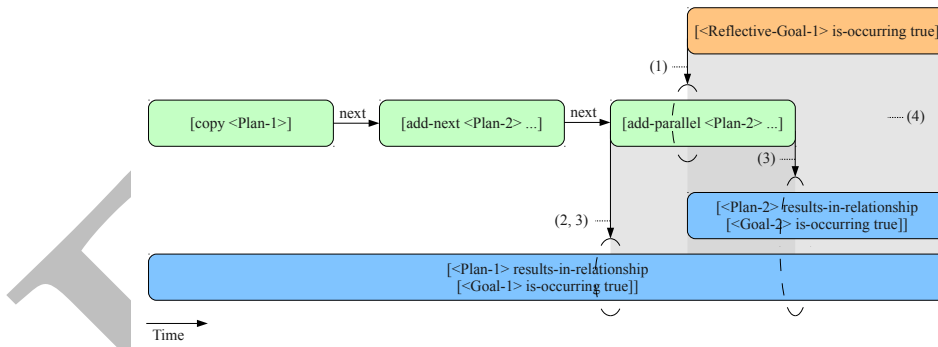 [<Reflective-Goal-1> is-occurring true]
(1)
[copy <Plan-1>]
next
[add-next <Plan-2> ...]
next
[add-parallel <Plan-2> ...]
(4)
(3)
[<Plan-2> results-in-relationship
[<Goal-2> is-occurring true]]
(2, 3)
[<Plan-1> results-in-relationship
[<Goal-1> is-occurring true]]
Time